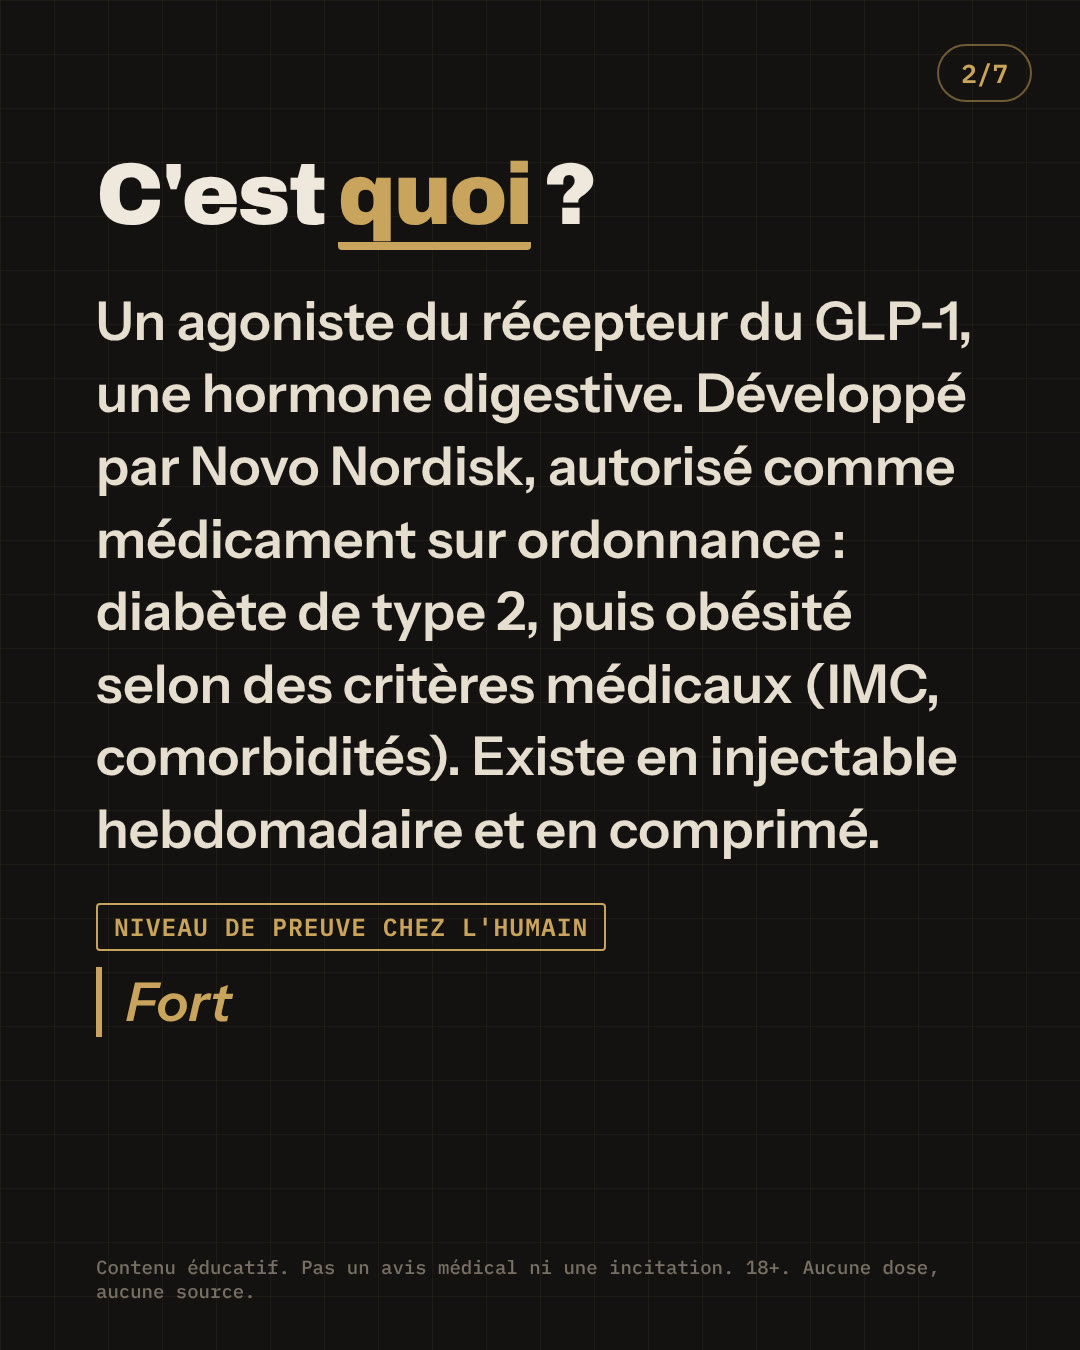 2/7
C'est quoi ?
Un agoniste du récepteur du GLP-1,
une hormone digestive. Développé
par Novo Nordisk, autorisé comme
médicament sur ordonnance :
diabète de type 2, puis obésité
selon des critères médicaux (IMC,
comorbidités). Existe en injectable
hebdomadaire et en comprimé.
NIVEAU DE PREUVE CHEZ L'HUMAIN
Fort
Contenu éducatif. Pas un avis médical ni une incitation. 18+. Aucune dose,
aucune source.